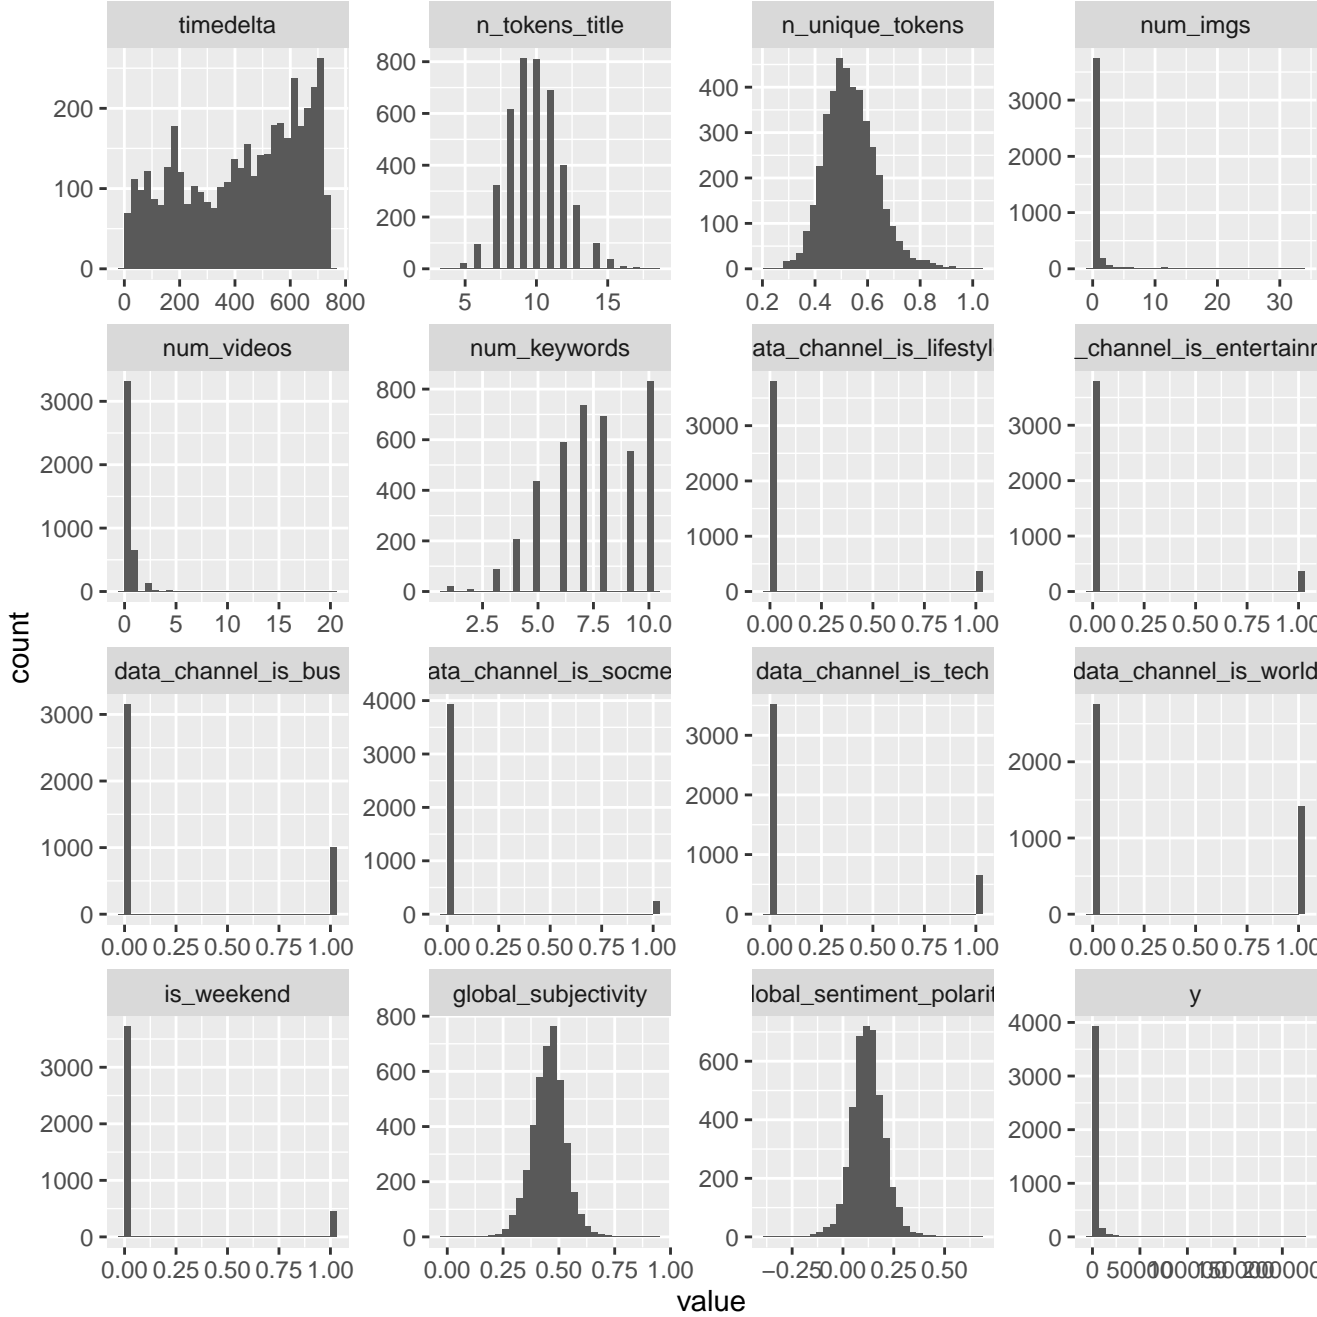 timedelta
n_tokens_title
n_unique_tokens
num_imgs
0
100
200
0
200
400
600
800
0
100
200
300
400
0
1000
2000
3000
0 200 400 600 800
5 10 15
0.2 0.4 0.6 0.8 1.0
0 10 20 30
num_videos
num_keywords
ata_channel_is_lifestyl
_channel_is_entertainr
0
1000
2000
3000
0
200
400
600
800
0
1000
2000
3000
0
1000
2000
3000
0 5 10 15 20
2.5 5.0 7.5 10.0
0.00 0.25 0.50 0.75 1.00
0.00 0.25 0.50 0.75 1.00
data_channel_is_bus
ata_channel_is_socme
data_channel_is_tech
data_channel_is_world
0
1000
2000
3000
0
1000
2000
3000
4000
0
1000
2000
3000
0
1000
2000
0.00 0.25 0.50 0.75 1.00
0.00 0.25 0.50 0.75 1.00
0.00 0.25 0.50 0.75 1.00
0.00 0.25 0.50 0.75 1.00
is_weekend
global_subjectivity
lobal_sentiment_polarit
y
0
1000
2000
3000
0
200
400
600
800
0
200
400
600
0
1000
2000
3000
4000
0.00 0.25 0.50 0.75 1.00
0.00 0.25 0.50 0.75 1.00
−0.25 0.00 0.25 0.50
0 50000 100000 150000 200000
count
value